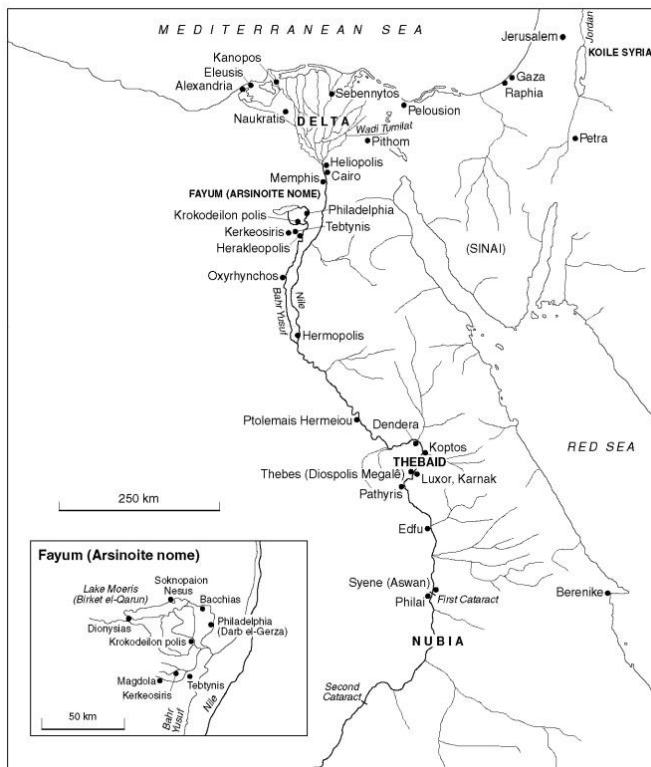 MEDITERRANEAN SEA
Jerusalem
Jordan
KOILE SYRIA
Kanopos
Eleusis
Alexandria
Sebennytos
Gaza
Raphia
Naukratis
DELTA
Pelousion
Wadi Tumilat
Pithom
Petra
Heliopolis
Memphis
Cairo
FAYUM (ARSINOITE NOME)
Philadelphia
Krokodeilon polis
Kerkeosiris
Tebtynis
Herakleopolis
(SINAI)
Oxyrhynchos
Bahr Yusuf
Nile
Hermopolis
Ptolemais Hermeiou
Dendera
Koptos
RED SEA
THEBAID
Thebes (Diospolis Megalê)
Luxor, Karnak
Pathyris
250 km
Edfu
Syene (Aswan)
First Cataract
Philai
Berenike
NUBIA
Second
Cataract
Fayum (Arsinoite nome)
Lake Moeris
(Birket el-Qarun)
Soknopaion
Nesus
Bacchias
Dionysias
Philadelphia
(Darb el-Gerza)
Krokodeilon polis
Magdola
Kerkeosiris
Tebtynis
Bahr
Yusuf
Nile
50 km